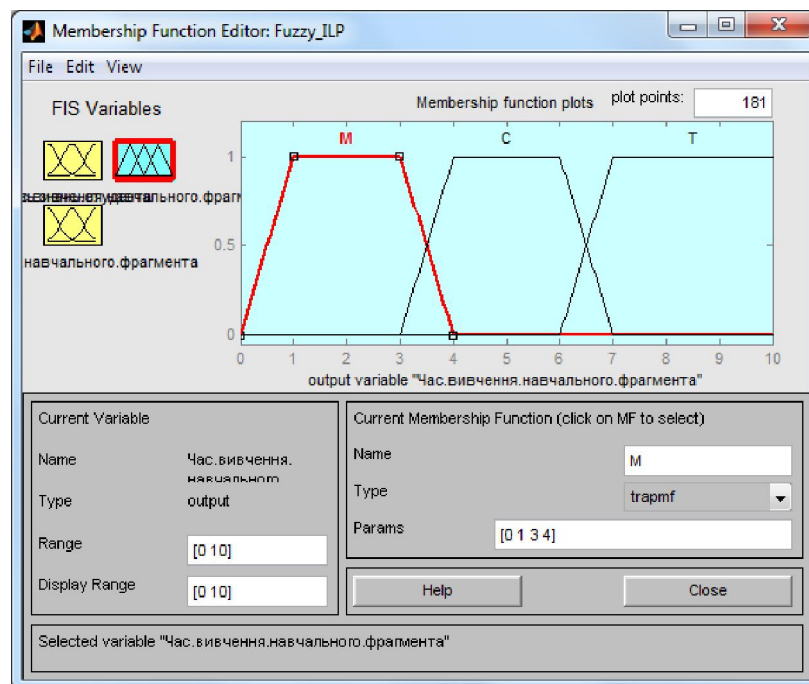 Membership Function Editor: Fuzzy_ILP
File Edit View
FIS Variables
Membership function plots plot points: 181
навчального.фрагмента
M C T
1
0.5
0
0 1 2 3 4 5 6 7 8 9 10
output variable "Час.вивчення.навчального.фрагмента"
Current Variable
Name Час.вивчення.
навчального
Type output
Range [0 10]
Display Range [0 10]
Current Membership Function (click on MF to select)
Name M
Type trapmf
Params [0 1 3 4]
Help Close
Selected variable "Час.вивчення.навчального.фрагмента"